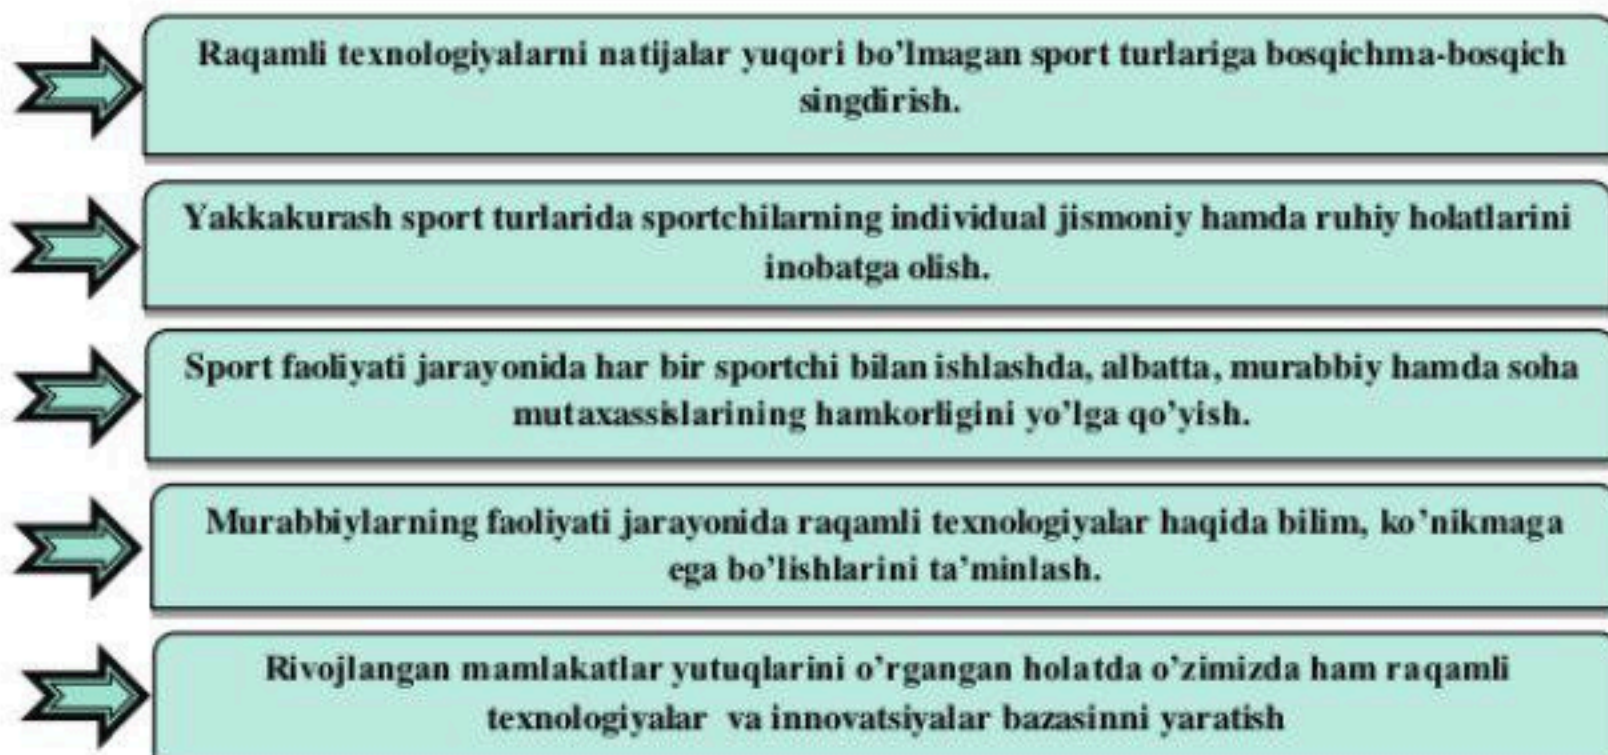 Raqamli texnologiyalarni natijalar yuqori bo’lmagan sport turlariga bosqichma-bosqich
singdirish.
Yakkakurash sport turlarida sportchilarning individual jismoniy hamda ruhiy holatlarini
inobatga olish.
Sport faoliyati jarayonida har bir sportchi bilan ishlashda, albatta, murabbiy hamda soha
mutaxassislarining hamkorligini yo’lga qo’yish.
Murabbiylarning faoliyati jarayonida raqamli texnologiyalar haqida bilim, ko’nikmaga
ega bo’lishlarini ta’minlash.
Rivojlangan mamlakatlar yutuqlarini o’rgangan holatda o’zimizda ham raqamli
texnologiyalar va innovatsiyalar bazasinni yaratish